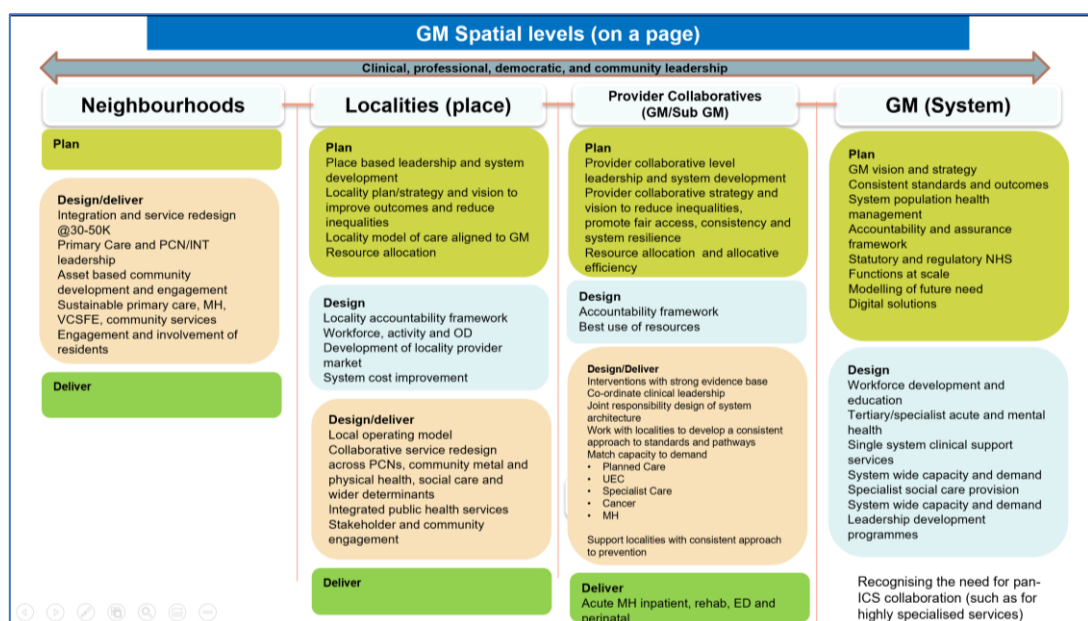 GM Spatial levels (on a page)
Clinical, professional, democratic, and community leadership
Neighbourhoods
Plan
Design/deliver
Integration and service redesign
@30-50K
Primary Care and PCN/INT
leadership
Asset based community
development and engagement
Sustainable primary care, MH,
VCSFE, community services
Engagement and involvement of
residents
Deliver
Localities (place)
Plan
Place based leadership and system
development
Locality plan/strategy and vision to
improve outcomes and reduce
inequalities
Locality model of care aligned to GM
Resource allocation
Design
Locality accountability framework
Workforce, activity and OD
Development of locality provider
market
System cost improvement
Design/deliver
Local operating model
Collaborative service redesign
across PCNs, community metal and
physical health, social care and
wider determinants
Integrated public health services
Stakeholder and community
engagement
Deliver
Provider Collaboratives
(GM/Sub GM)
Plan
Provider collaborative level
leadership and system development
Provider collaborative strategy and
vision to reduce inequalities,
promote fair access, consistency and
system resilience
Resource allocation and allocative
efficiency
Design
Accountability framework
Best use of resources
Design/Deliver
Interventions with strong evidence base
Co-ordinate clinical leadership
Joint responsibility design of system
architecture
Work with localities to develop a consistent
approach to standards and pathways
Match capacity to demand
• Planned Care
• UEC
• Specialist Care
• Cancer
• MH
Support localities with consistent approach
to prevention
Deliver
Acute MH inpatient, rehab, ED and
perinatal
GM (System)
Plan
GM vision and strategy
Consistent standards and outcomes
System population health
management
Accountability and assurance
framework
Statutory and regulatory NHS
Functions at scale
Modelling of future need
Digital solutions
Design
Workforce development and
education
Tertiary/specialist acute and mental
health
Single system clinical support
services
System wide capacity and demand
Specialist social care provision
System wide capacity and demand
Leadership development
programmes
Recognising the need for pan-
ICS collaboration (such as for
highly specialised services)